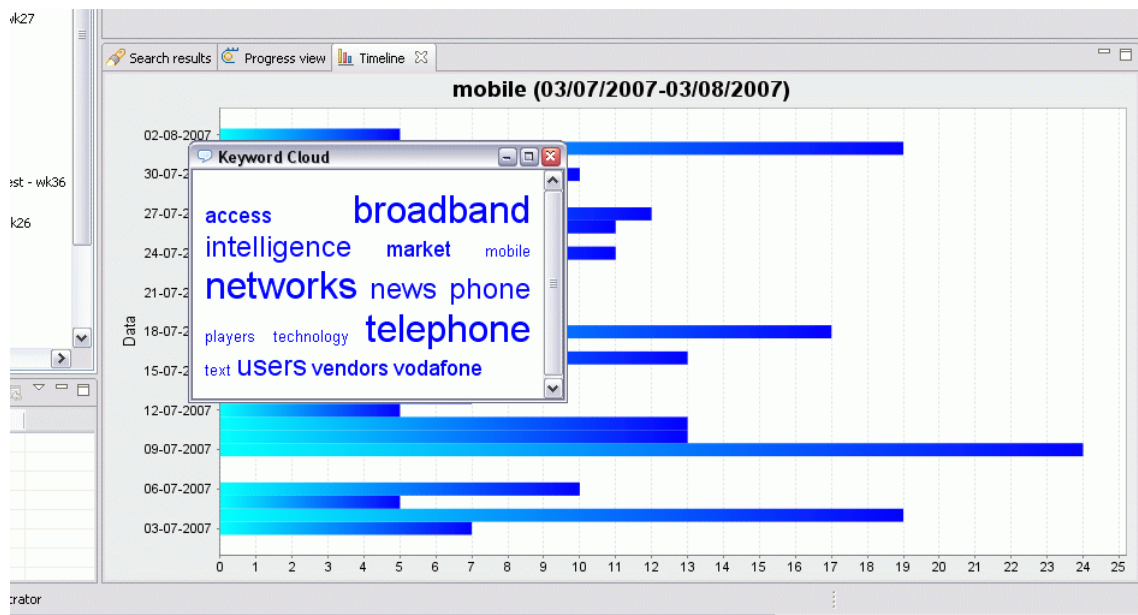 wk27
Search results Progress view Timeline
mobile (03/07/2007-03/08/2007)
02-08-2007
Keyword Cloud
30-07-2
est - wk36
27-07-2
access broadband
k26
intelligence market mobile
24-07-2
networks news phone
21-07-2
Data
18-07-2
players technology telephone
15-07-2
text users vendors vodafone
12-07-2007
09-07-2007
06-07-2007
03-07-2007
0 1 2 3 4 5 6 7 8 9 10 11 12 13 14 15 16 17 18 19 20 21 22 23 24 25
trator